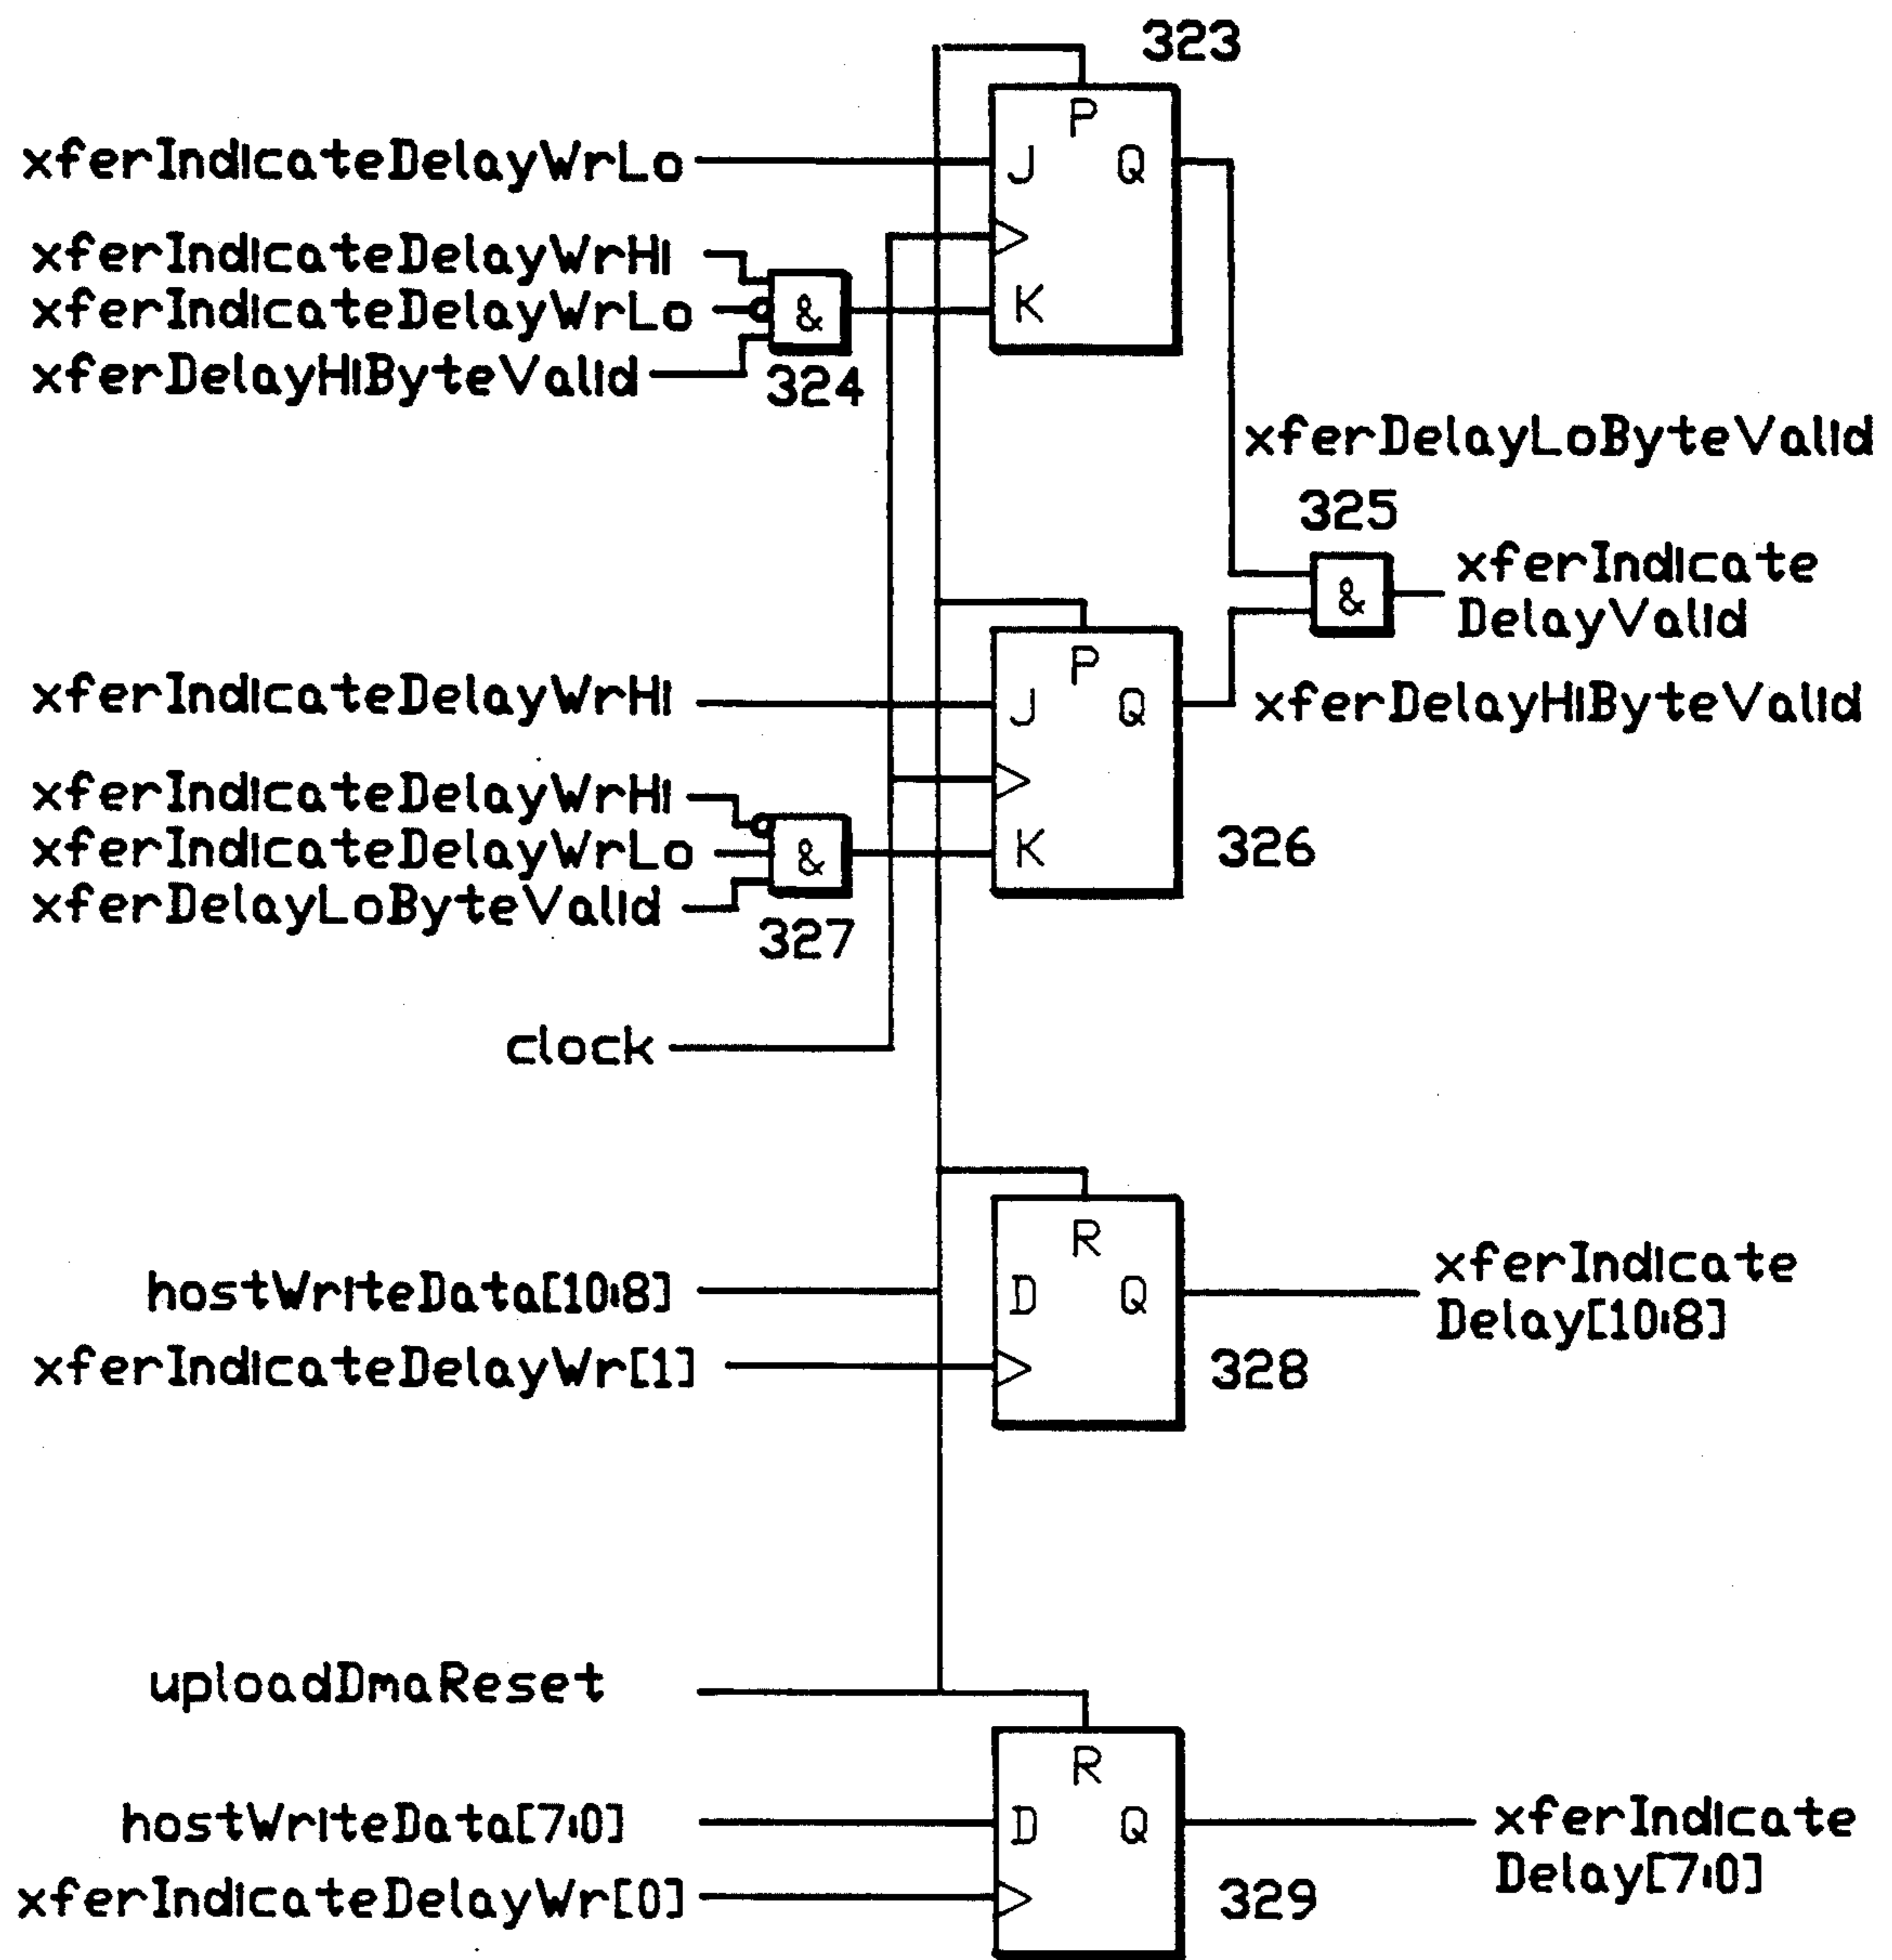 323
P
xferIndicateDelayWrLo
J
Q
xferIndicateDelayWrHi
xferIndicateDelayWrLo
&
K
xferDelayHiByteValid
324
xferDelayLoByteValid
325
xferIndicate
DelayValid
&
P
xferIndicateDelayWrHi
J
Q
xferDelayHiByteValid
xferIndicateDelayWrHi
xferIndicateDelayWrLo
&
K
326
xferDelayLoByteValid
327
clock
R
hostWriteData[10:8]
D
Q
xferIndicate
Delay[10:8]
xferIndicateDelayWr[1]
328
uploadDmaReset
R
hostWriteData[7:0]
D
Q
xferIndicate
Delay[7:0]
xferIndicateDelayWr[0]
329